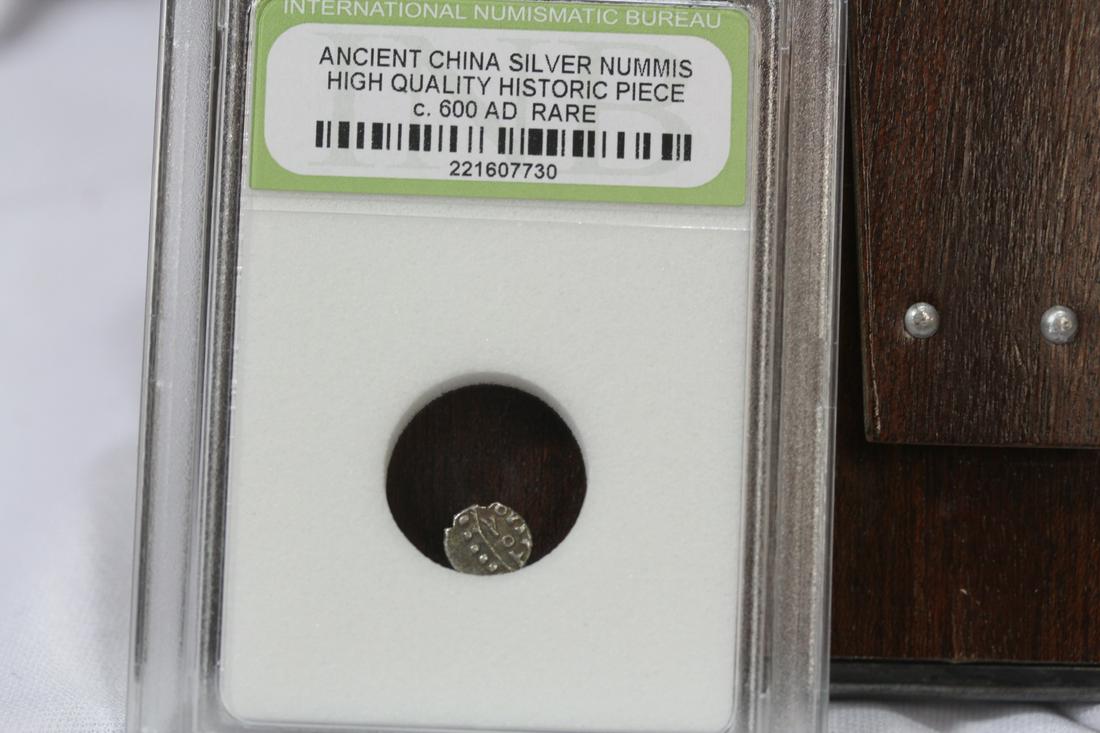 INTERNATIONAL NUMISMATIC BUREAU
ANCIENT CHINA SILVER NUMMIS
HIGH QUALITY HISTORIC PIECE
c. 600 AD RARE
221607730